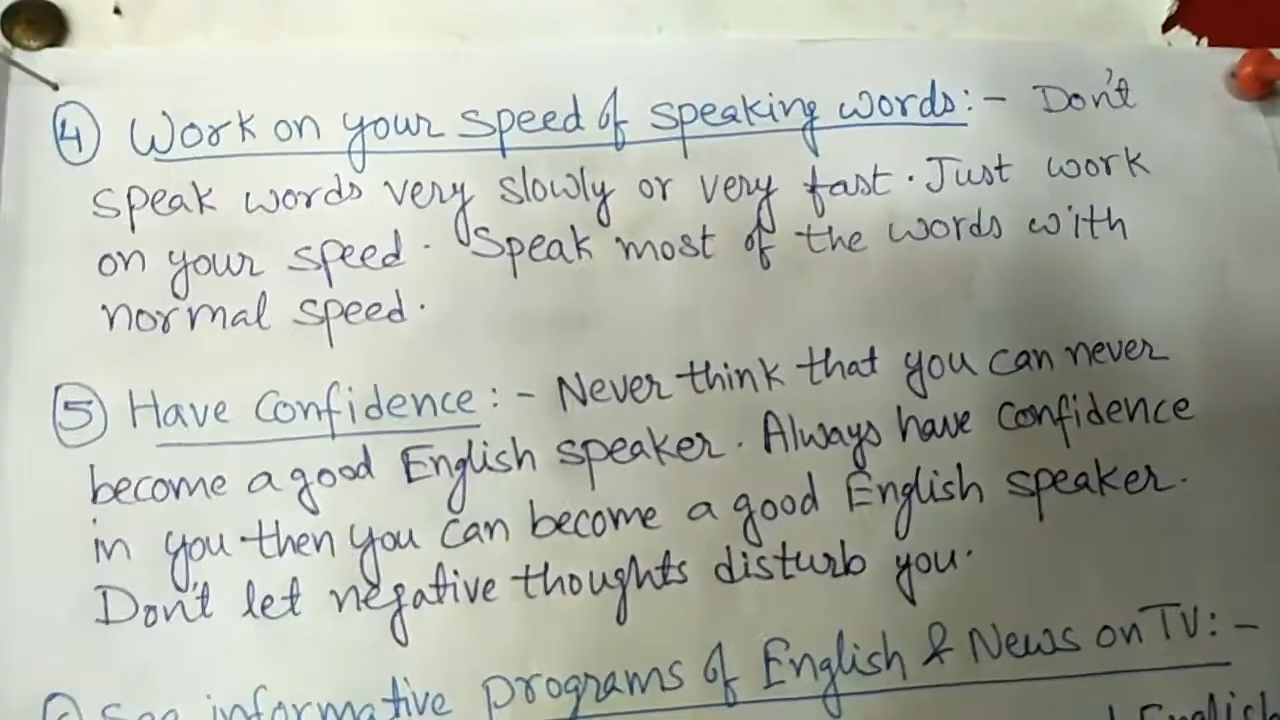 ④ Work on your speed of speaking words:- Don't
speak words very slowly or very fast. Just work
on your speed. Speak most of the words with
normal speed.
⑤ Have Confidence:- Never think that you can never
become a good English speaker. Always have confidence
in you then you can become a good English speaker.
Don't let negative thoughts disturb you.
See informative programs of English & News on TV:-
English